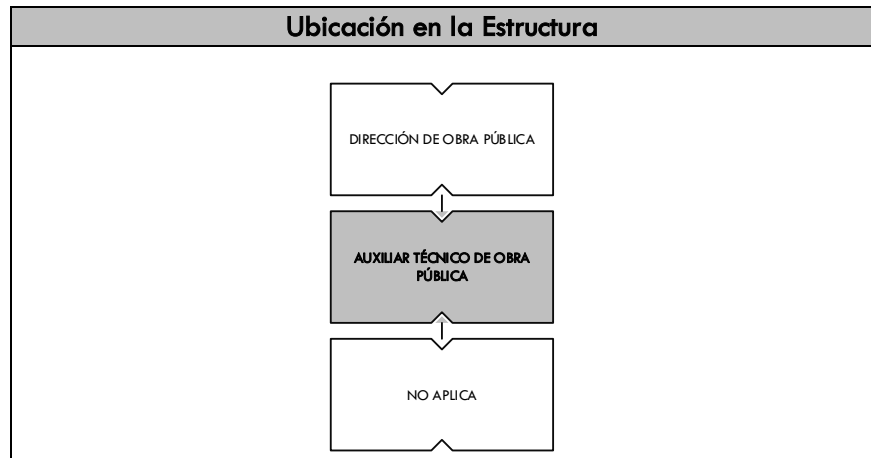 Ubicación en la Estructura
DIRECCIÓN DE OBRA PÚBLICA
AUXILIAR TÉCNICO DE OBRA
PÚBLICA
NO APLICA